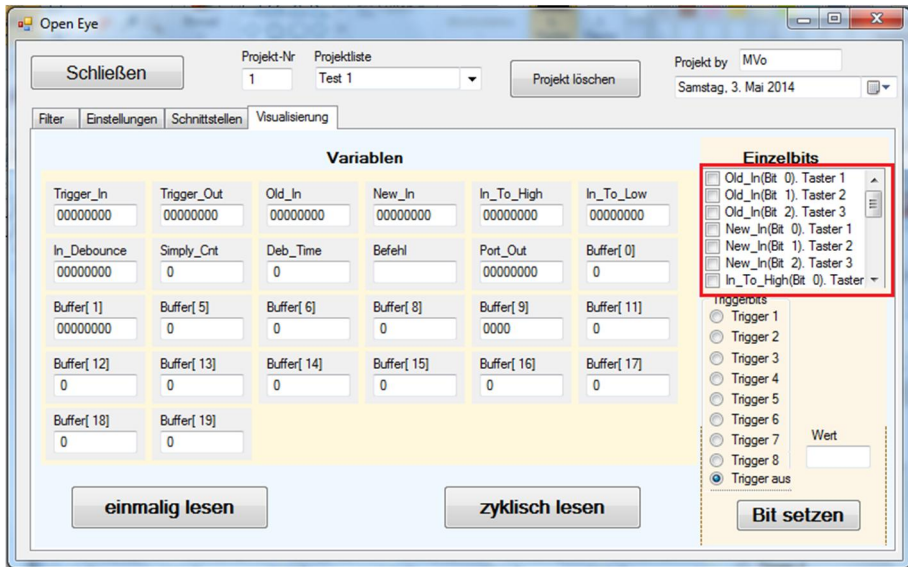 Open Eye
Schließen
Projekt-Nr
1
Projektliste
Test 1
Projekt löschen
Projekt by
MVo
Samstag, 3. Mai 2014
Filter Einstellungen Schnittstellen Visualisierung
Variablen
Trigger_In Trigger_Out Old_In New_In In_To_High In_To_Low
00000000 00000000 00000000 00000000 00000000 00000000
In_Debounce Simply_Cnt Deb_Time Befehl Port_Out Buffer[ 0]
00000000 0 0 00000000 0
Buffer[ 1] Buffer[ 5] Buffer[ 6] Buffer[ 8] Buffer[ 9] Buffer[ 11]
00000000 0 0 0 0000 0
Buffer[ 12] Buffer[ 13] Buffer[ 14] Buffer[ 15] Buffer[ 16] Buffer[ 17]
0 0 0 0 0 0
Buffer[ 18] Buffer[ 19]
0 0
einmalig lesen
zyklisch lesen
Einzelbits
Old_In(Bit 0). Taster 1
Old_In(Bit 1). Taster 2
Old_In(Bit 2). Taster 3
New_In(Bit 0). Taster 1
New_In(Bit 1). Taster 2
New_In(Bit 2). Taster 3
In_To_High(Bit 0). Taster
Triggerbits
Trigger 1
Trigger 2
Trigger 3
Trigger 4
Trigger 5
Trigger 6
Trigger 7
Trigger 8
Trigger aus
Wert
Bit setzen